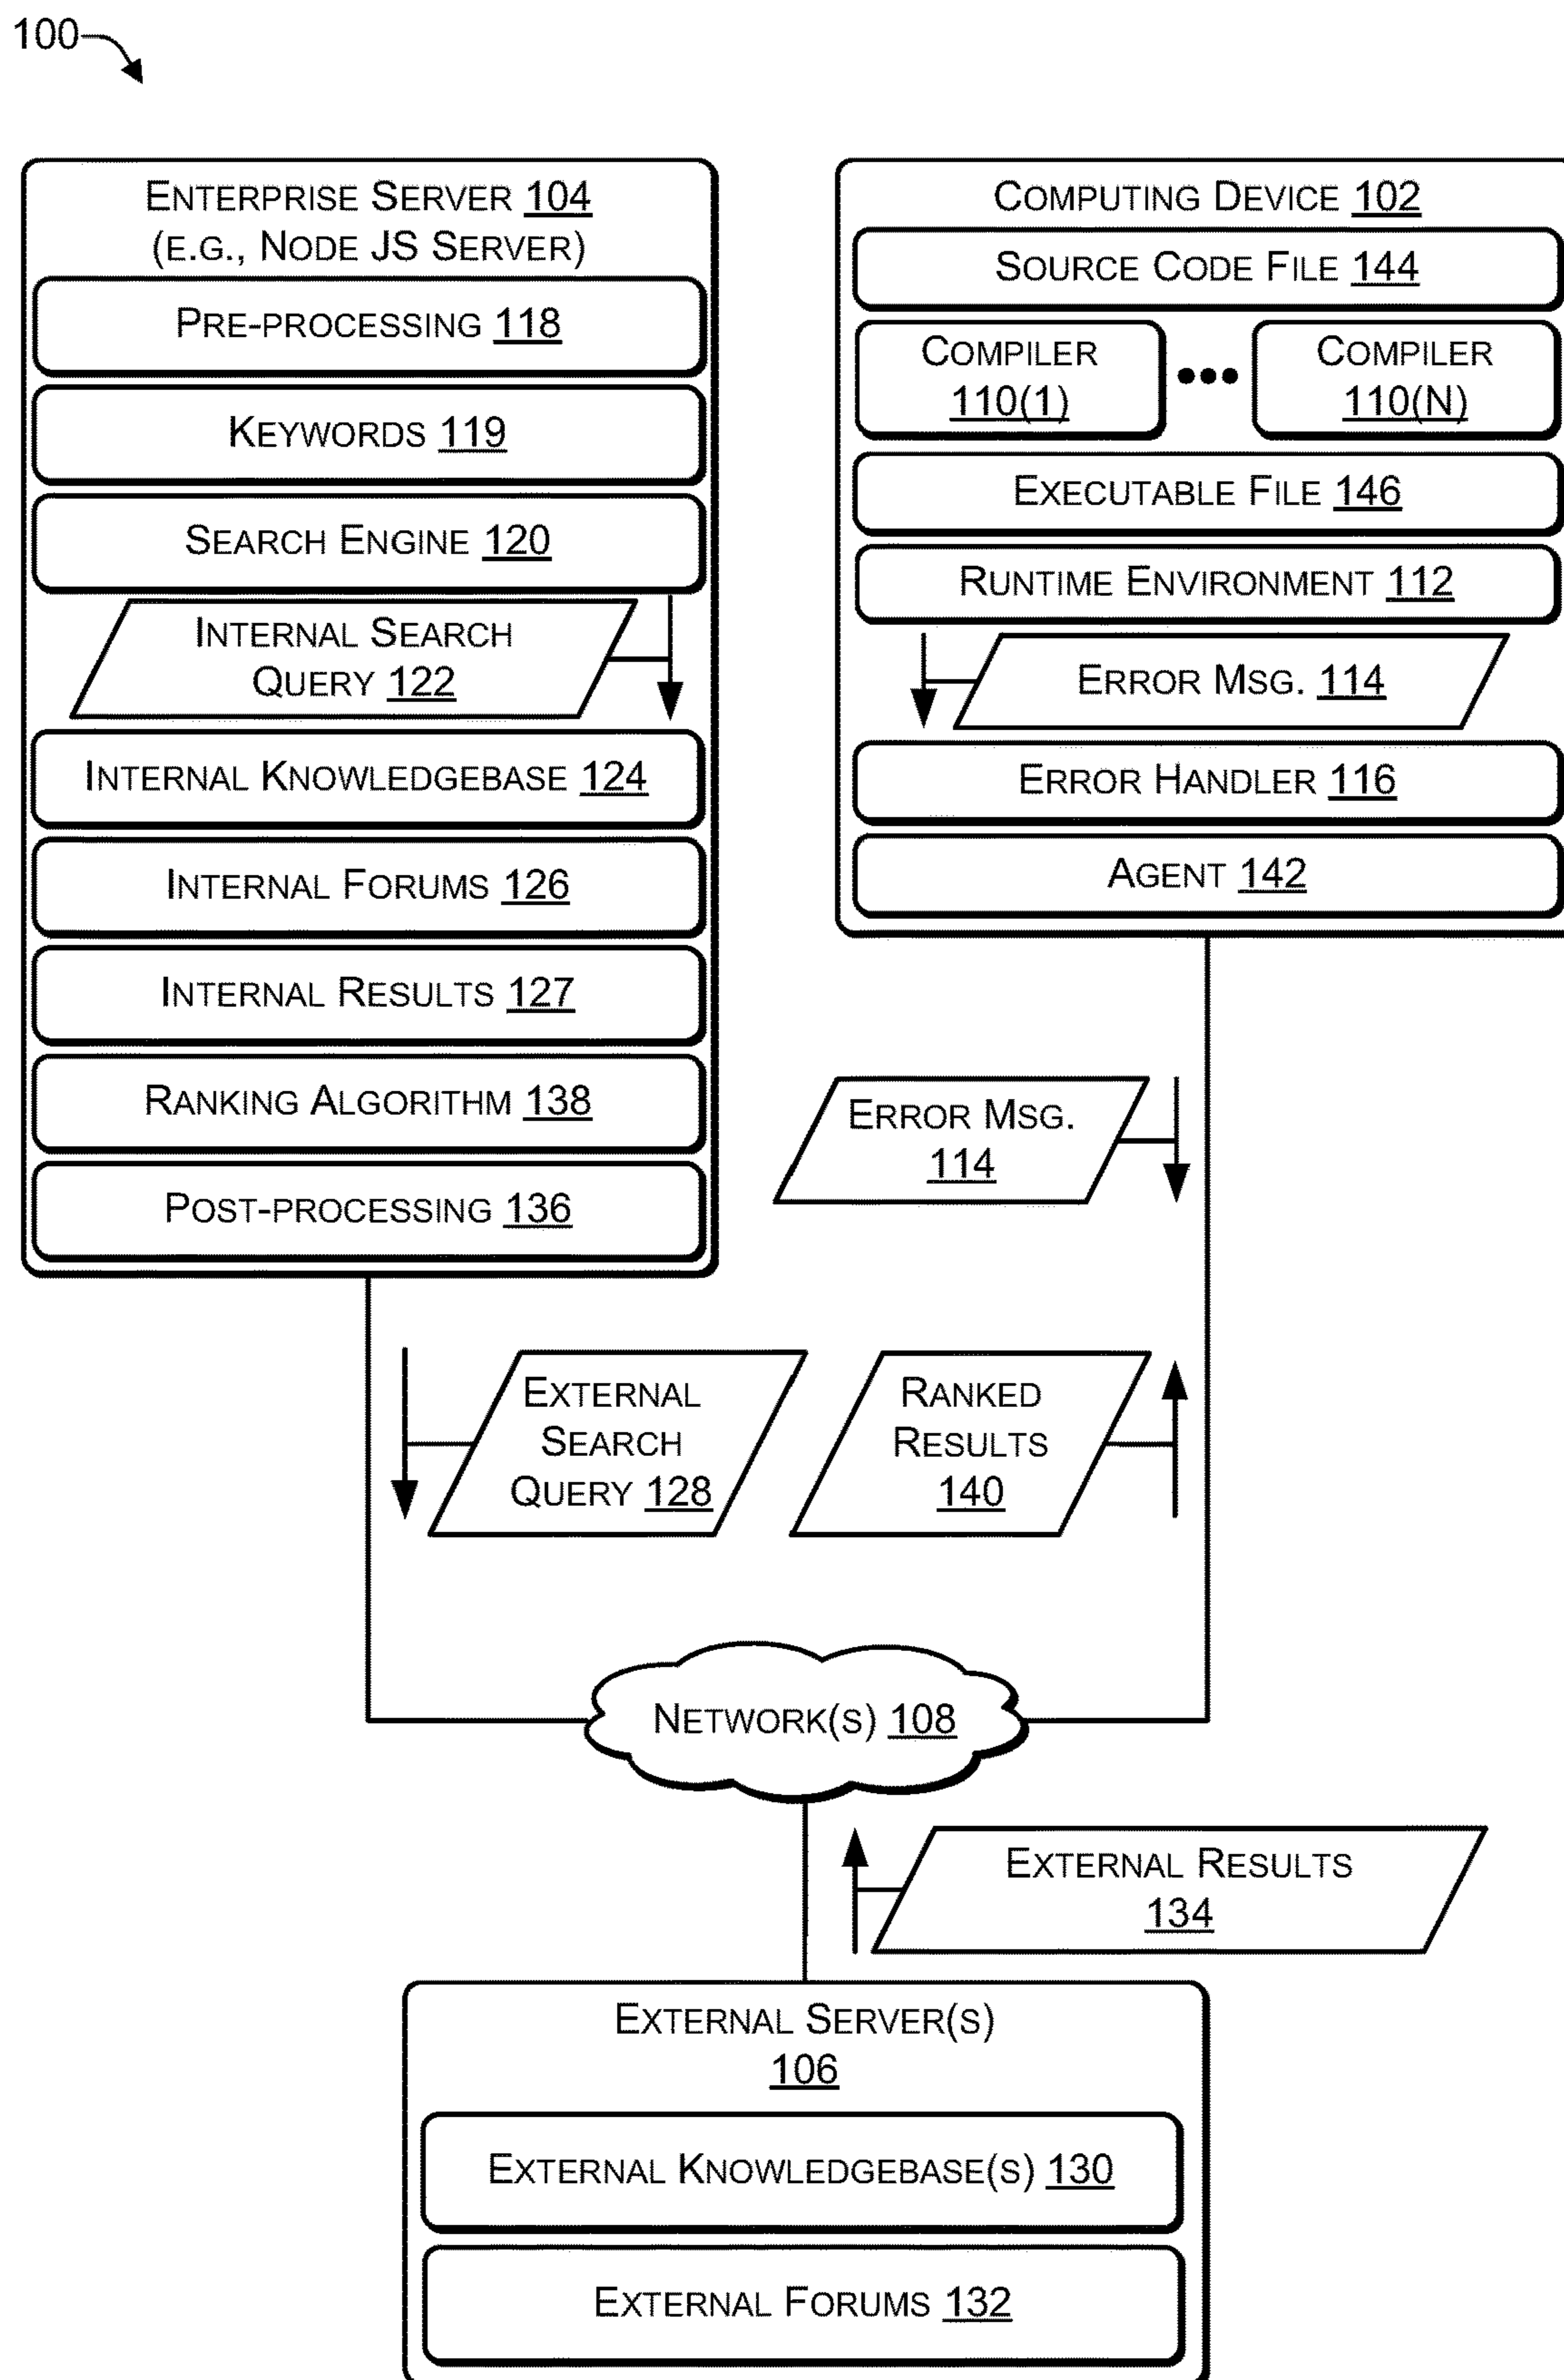 100
ENTERPRISE SERVER 104
(E.G., NODE JS SERVER)
PRE-PROCESSING 118
KEYWORDS 119
SEARCH ENGINE 120
INTERNAL SEARCH
QUERY 122
INTERNAL KNOWLEDGEBASE 124
INTERNAL FORUMS 126
INTERNAL RESULTS 127
RANKING ALGORITHM 138
POST-PROCESSING 136
COMPUTING DEVICE 102
SOURCE CODE FILE 144
COMPILER
110(1)
•••
COMPILER
110(N)
EXECUTABLE FILE 146
RUNTIME ENVIRONMENT 112
ERROR MSG. 114
ERROR HANDLER 116
AGENT 142
ERROR MSG.
114
EXTERNAL
SEARCH
QUERY 128
RANKED
RESULTS
140
NETWORK(S) 108
EXTERNAL RESULTS
134
EXTERNAL SERVER(S)
106
EXTERNAL KNOWLEDGEBASE(S) 130
EXTERNAL FORUMS 132